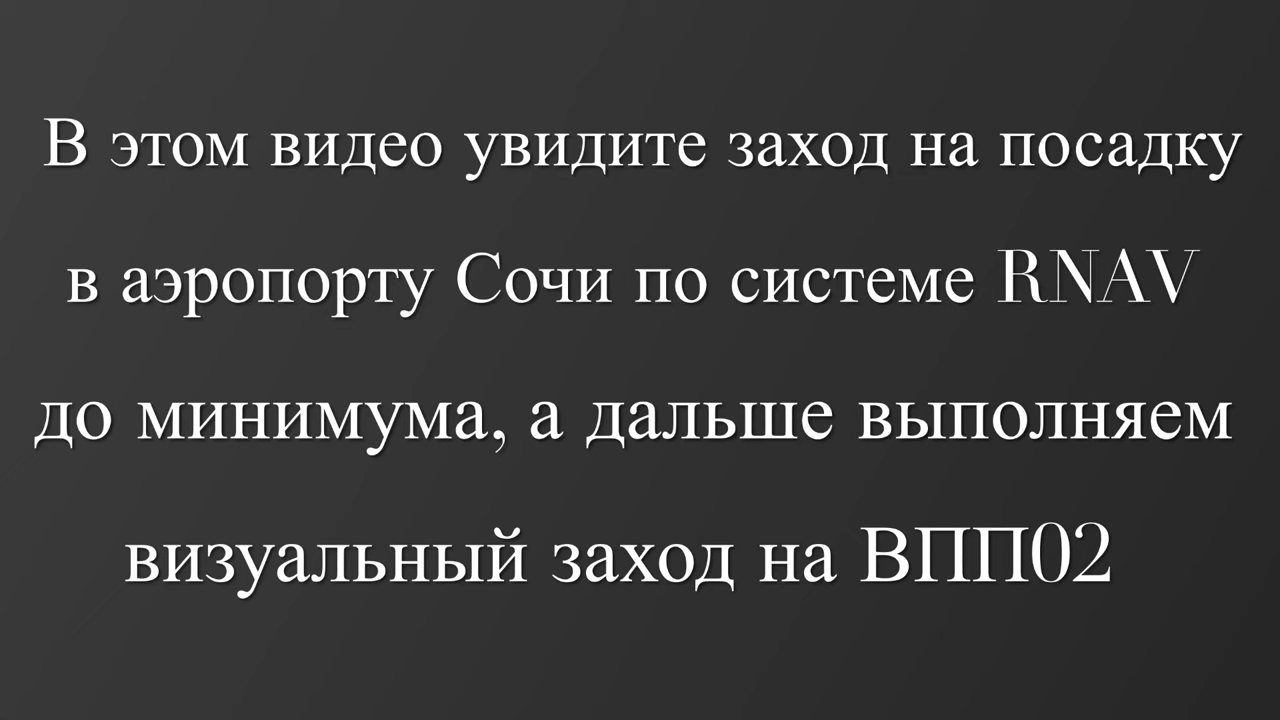 В этом видео увидите заход на посадку
в аэропорту Сочи по системе RNAV
до минимума, а дальше выполняем
визуальный заход на ВПП02